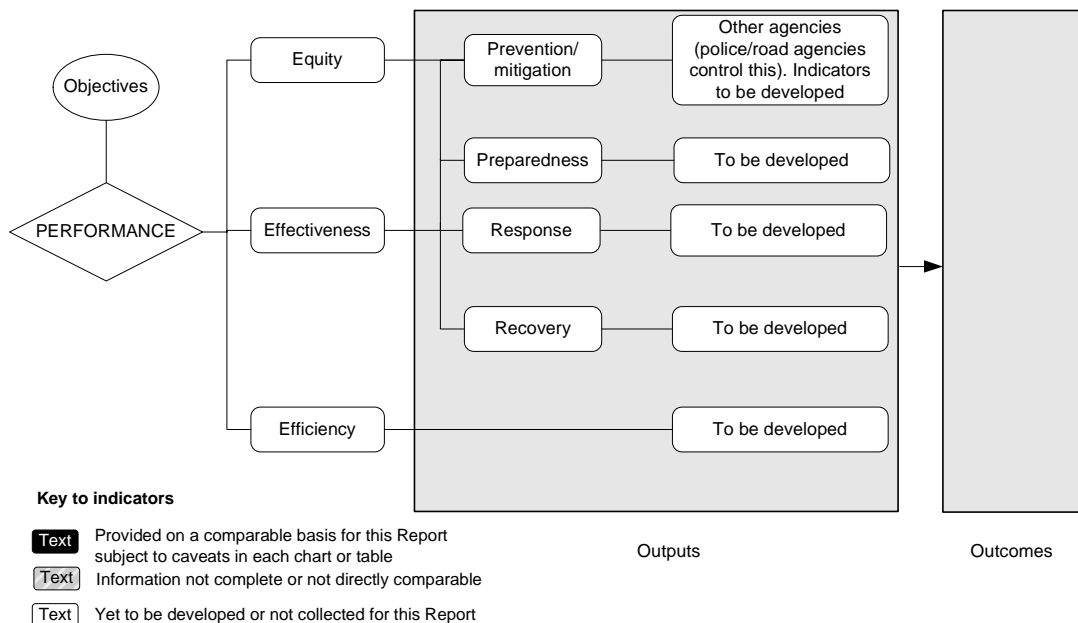 Objectives
PERFORMANCE
Equity
Effectiveness
Efficiency
Prevention/
mitigation
Preparedness
Response
Recovery
Other agencies
(police/road agencies
control this). Indicators
to be developed
To be developed
To be developed
To be developed
To be developed
Outputs
Outcomes
Key to indicators
Text
Provided on a comparable basis for this Report
subject to caveats in each chart or table
Text
Information not complete or not directly comparable
Text
Yet to be developed or not collected for this Report